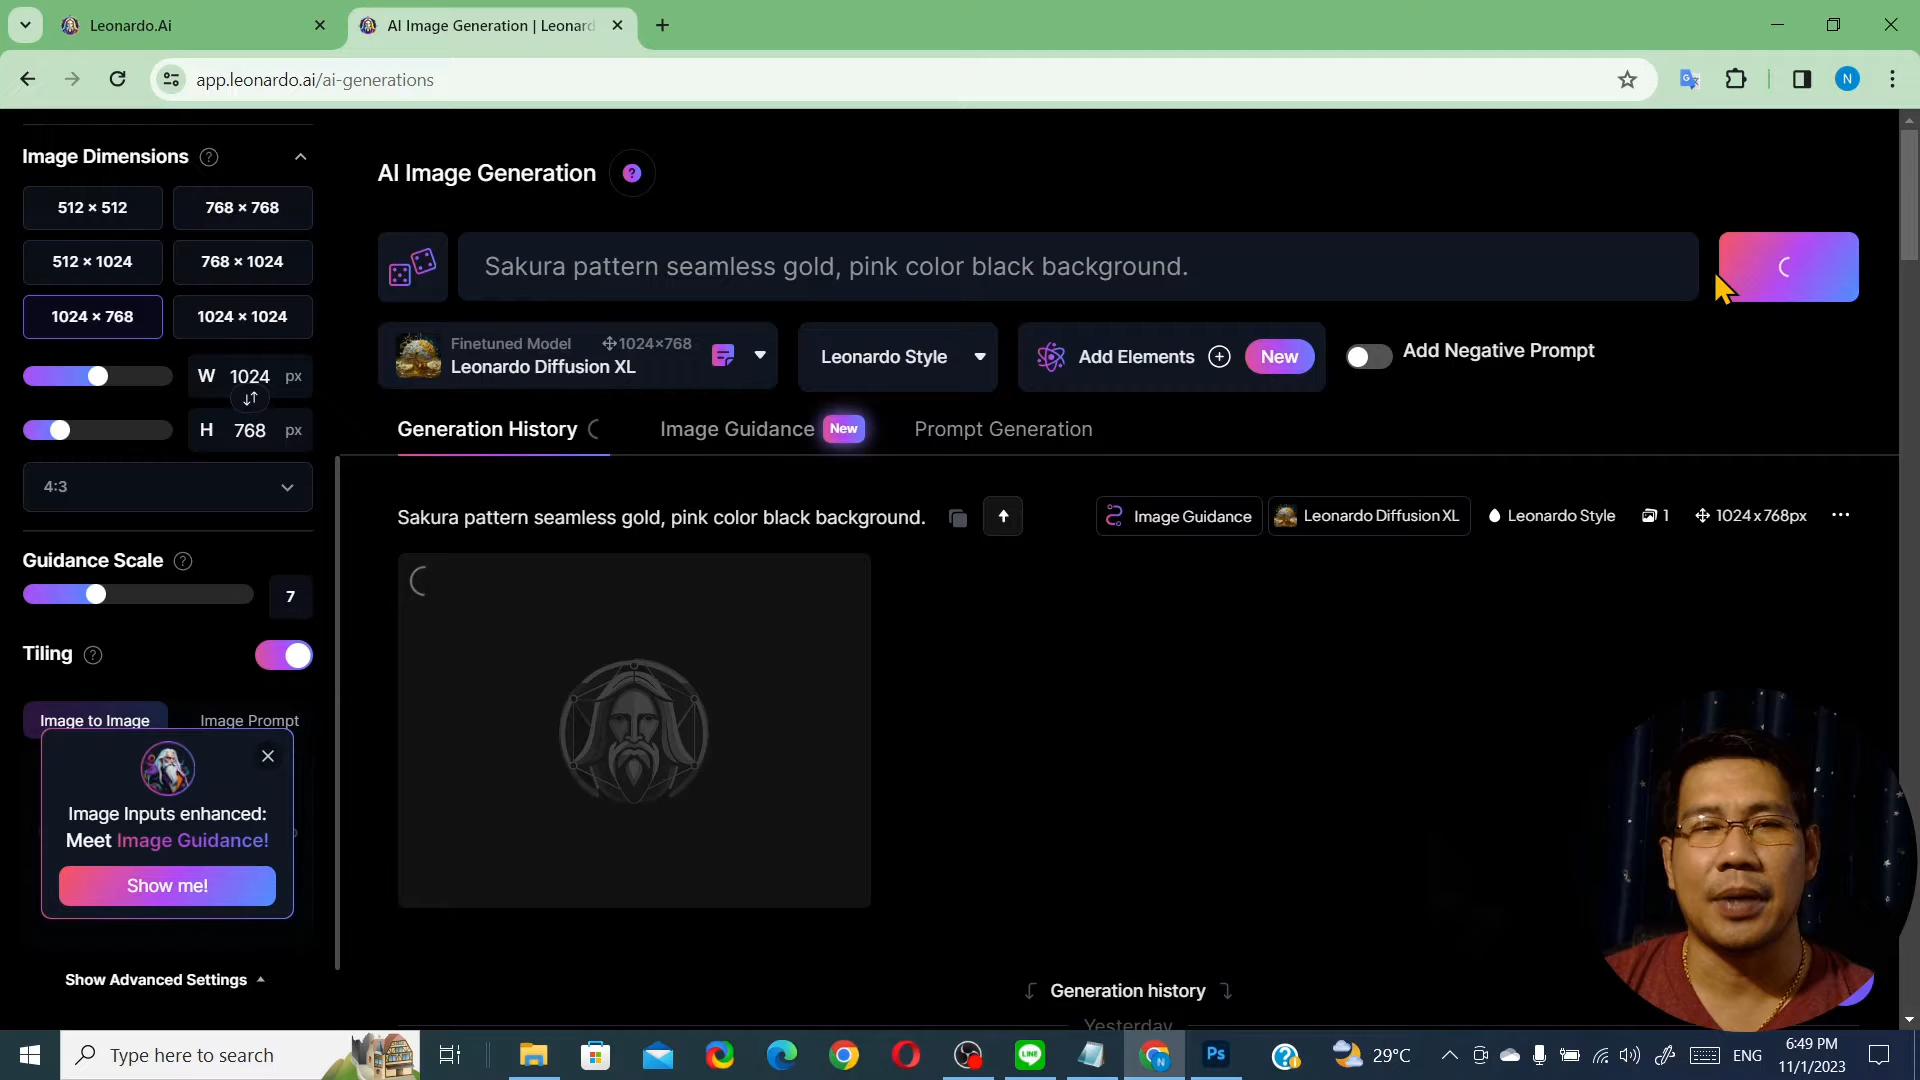 Leonardo.Ai
AI Image Generation | Leonard
app.leonardo.ai/ai-generations
N
Image Dimensions ?
512 × 512
768 × 768
512 × 1024
768 × 1024
1024 × 768
1024 × 1024
W 1024 px
H 768 px
4:3
Guidance Scale ?
7
Tiling ?
Image to Image
Image Prompt
Image Inputs enhanced:
Meet Image Guidance!
Show me!
Show Advanced Settings
AI Image Generation ?
Sakura pattern seamless gold, pink color black background.
Finetuned Model 1024×768
Leonardo Diffusion XL
Leonardo Style
Add Elements New
Add Negative Prompt
Generation History
Image Guidance New
Prompt Generation
Sakura pattern seamless gold, pink color black background.
Image Guidance
Leonardo Diffusion XL
Leonardo Style
1
1024 x 768px
Generation history
Yesterday
Type here to search
LINE
N
Ps
29°C
ENG
6:49 PM
11/1/2023